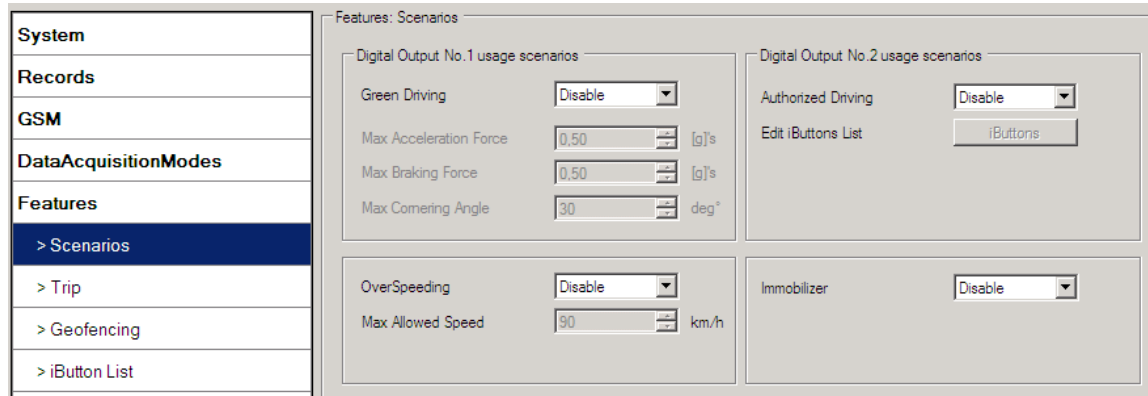 System
Records
GSM
DataAcquisitionModes
Features
> Scenarios
> Trip
> Geofencing
> iButton List
Features: Scenarios
Digital Output No.1 usage scenarios
Green Driving Disable
Max Acceleration Force 0,50 [g]'s
Max Braking Force 0,50 [g]'s
Max Cornering Angle 30 deg°
OverSpeeding Disable
Max Allowed Speed 90 km/h
Digital Output No.2 usage scenarios
Authorized Driving Disable
Edit iButtons List iButtons
Immobilizer Disable